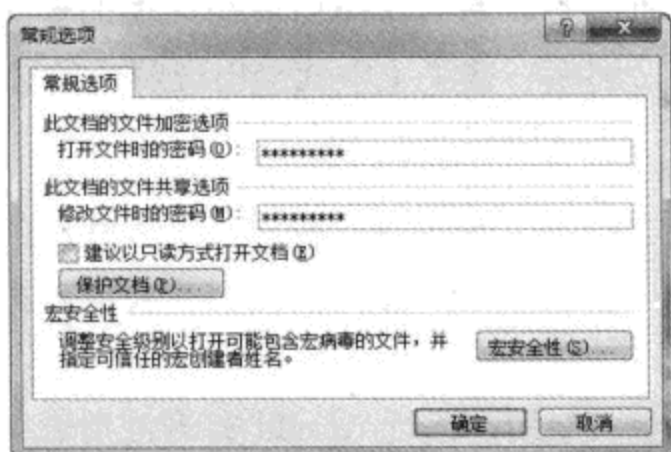 常规选项
常规选项
此文档的文件加密选项
打开文件时的密码(O): *********
此文档的文件共享选项
修改文件时的密码(M): *********
建议以只读方式打开文档(E)
保护文档(P)...
宏安全性
调整安全级别以打开可能包含宏病毒的文件，并
指定可信任的宏创建者姓名。
宏安全性(S)...
确定
取消